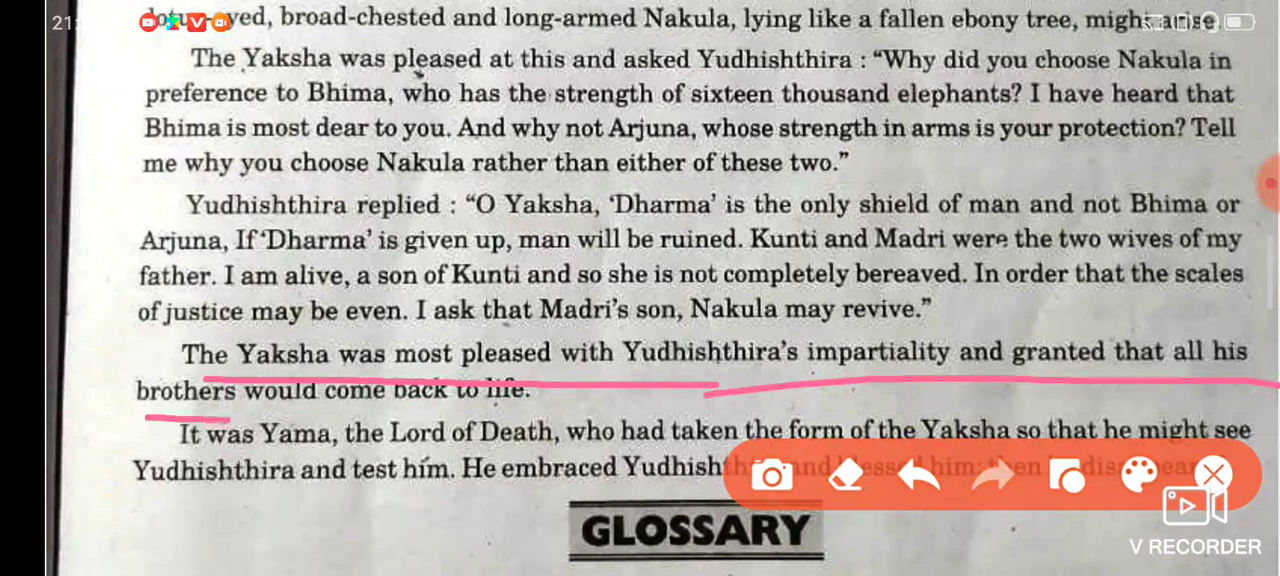 21
yed, broad-chested and long-armed Nakula, lying like a fallen ebony tree, might arise
The Yaksha was pleased at this and asked Yudhishthira : “Why did you choose Nakula in
preference to Bhima, who has the strength of sixteen thousand elephants? I have heard that
Bhima is most dear to you. And why not Arjuna, whose strength in arms is your protection? Tell
me why you choose Nakula rather than either of these two.”
Yudhishthira replied : “O Yaksha, ‘Dharma’ is the only shield of man and not Bhima or
Arjuna, If ‘Dharma’ is given up, man will be ruined. Kunti and Madri were the two wives of my
father. I am alive, a son of Kunti and so she is not completely bereaved. In order that the scales
of justice may be even. I ask that Madri’s son, Nakula may revive.”
The Yaksha was most pleased with Yudhishthira’s impartiality and granted that all his
brothers would come back to life.
It was Yama, the Lord of Death, who had taken the form of the Yaksha so that he might see
Yudhishthira and test him. He embraced Yudhishthira and blessed him; then
GLOSSARY
V RECORDER